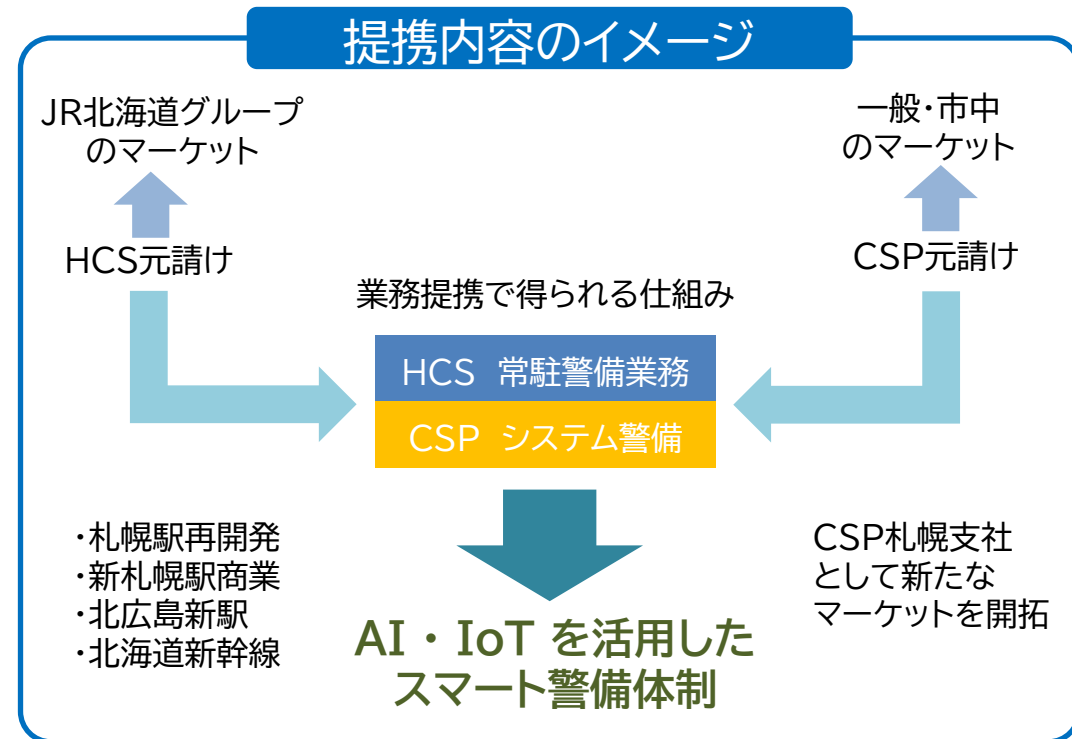 提携内容のイメージ
JR北海道グループ
のマーケット
HCS元請け
一般・市中
のマーケット
CSP元請け
業務提携で得られる仕組み
HCS 常駐警備業務
CSP システム警備
・札幌駅再開発
・新札幌駅商業
・北広島新駅
・北海道新幹線
AI・IoT を活用した
スマート警備体制
CSP札幌支社
として新たな
マーケットを開拓